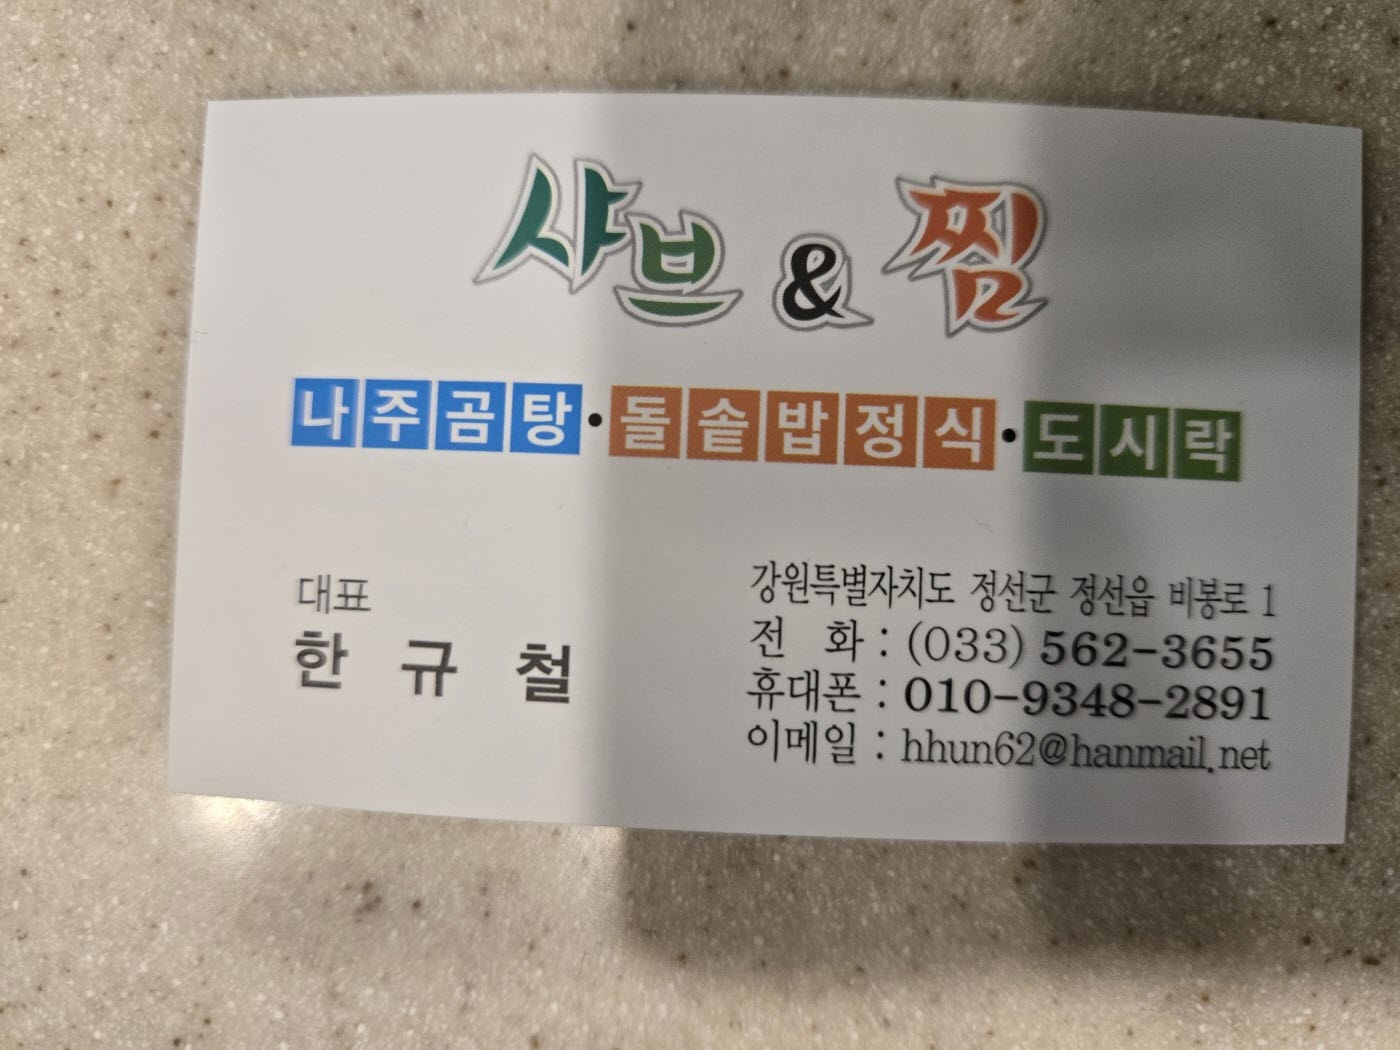 샤브 & 찜
나주곰탕·돌솥밥정식·도시락
대표
한 규 철
강원특별자치도 정선군 정선읍 비봉로 1
전 화 : (033) 562-3655
휴대폰 : 010-9348-2891
이메일 : hhun62@hanmail.net